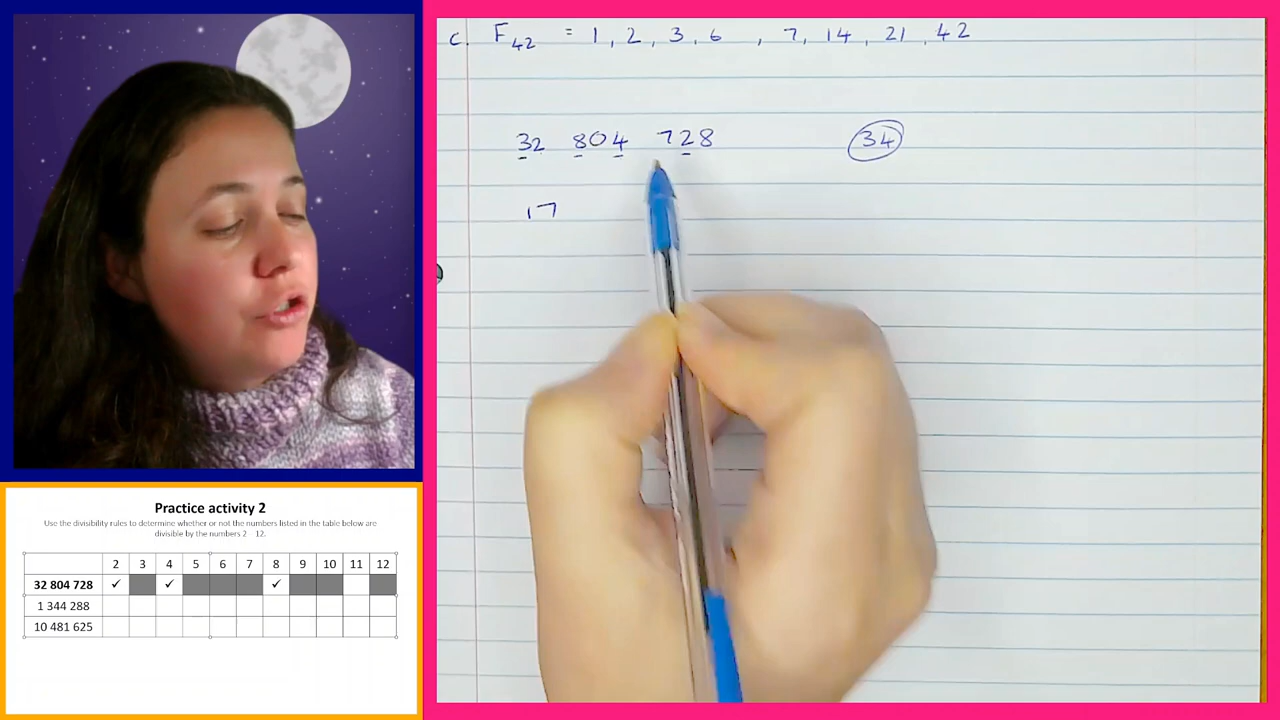 c. F42 = 1, 2, 3, 6, 7, 14, 21, 42
32 804 728
34
17
Practice activity 2
Use the divisibility rules to determine whether or not the numbers listed in the table below are
divisible by the numbers 2 12.
2 3 4 5 6 7 8 9 10 11 12
32 804 728 ✓ ✓ ✓
1 344 288
10 481 625